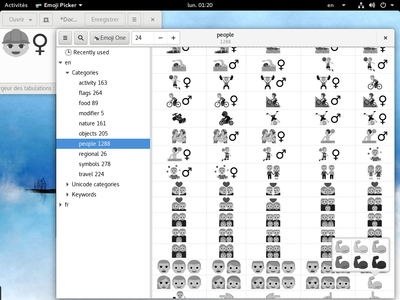 Activités Emoji Picker lun. 01:20 en
Ouvrir *Doc... Enregistrer
Emoji One 24 people
1288
Recently used
en
Categories
activity 163
flags 264
food 89
modifier 5
nature 161
objects 205
people 1288
regional 26
symbols 278
travel 224
Unicode categories
Keywords
fr
rgeur des tabulations